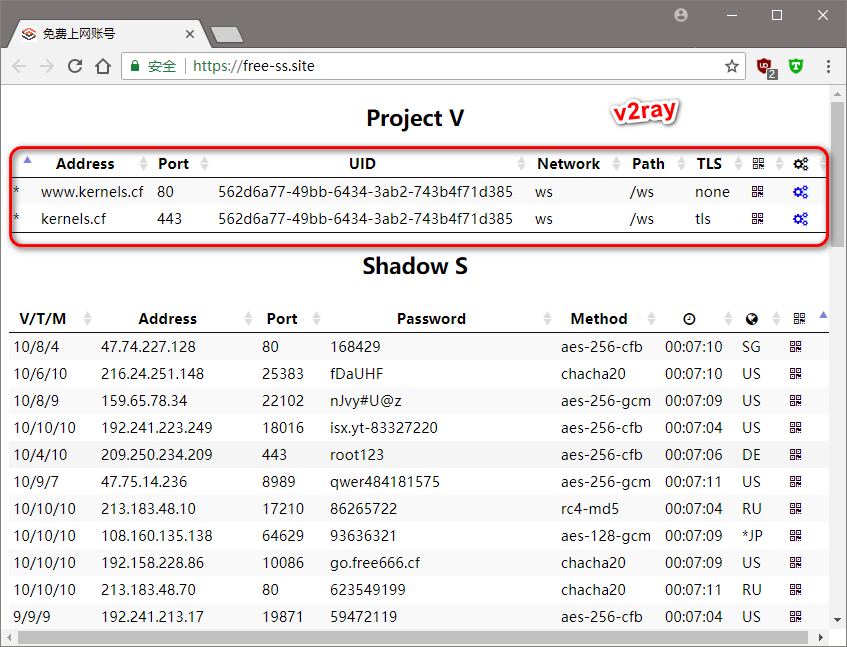 免费上网账号
安全 https://free-ss.site
2
Project V
v2ray
Address Port UID Network Path TLS
* www.kernels.cf 80 562d6a77-49bb-6434-3ab2-743b4f71d385 ws /ws none
* kernels.cf 443 562d6a77-49bb-6434-3ab2-743b4f71d385 ws /ws tls
Shadow S
V/T/M Address Port Password Method
10/8/4 47.74.227.128 80 168429 aes-256-cfb 00:07:10 SG
10/6/10 216.24.251.148 25383 fDaUHF chacha20 00:07:10 US
10/8/9 159.65.78.34 22102 nJvy#U@z aes-256-gcm 00:07:09 US
10/10/10 192.241.223.249 18016 isx.yt-83327220 aes-256-cfb 00:07:04 US
10/4/10 209.250.234.209 443 root123 aes-256-cfb 00:07:06 DE
10/9/7 47.75.14.236 8989 qwer484181575 aes-256-gcm 00:07:11 US
10/10/10 213.183.48.10 17210 86265722 rc4-md5 00:07:04 RU
10/10/10 108.160.135.138 64629 93636321 aes-128-gcm 00:07:09 *JP
10/10/10 192.158.228.86 10086 go.free666.cf chacha20 00:07:09 US
10/10/10 213.183.48.70 80 623549199 chacha20 00:07:11 RU
9/9/9 192.241.213.17 19871 59472119 aes-256-cfb 00:07:04 US